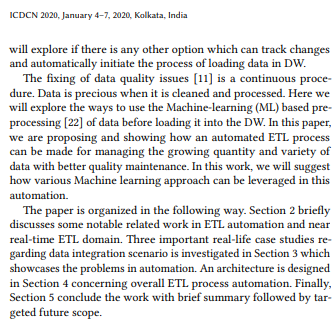 ICDCN 2020, January 4–7, 2020, Kolkata, India
will explore if there is any other option which can track changes
and automatically initiate the process of loading data in DW.
The fixing of data quality issues [11] is a continuous proce-
dure. Data is precious when it is cleaned and processed. Here we
will explore the ways to use the Machine-learning (ML) based pre-
processing [22] of data before loading it into the DW. In this paper,
we are proposing and showing how an automated ETL process
can be made for managing the growing quantity and variety of
data with better quality maintenance. In this work, we will suggest
how various Machine learning approach can be leveraged in this
automation.
The paper is organized in the following way. Section 2 briefly
discusses some notable related work in ETL automation and near
real-time ETL domain. Three important real-life case studies re-
garding data integration scenario is investigated in Section 3 which
showcases the problems in automation. An architecture is designed
in Section 4 concerning overall ETL process automation. Finally,
Section 5 conclude the work with brief summary followed by tar-
geted future scope.